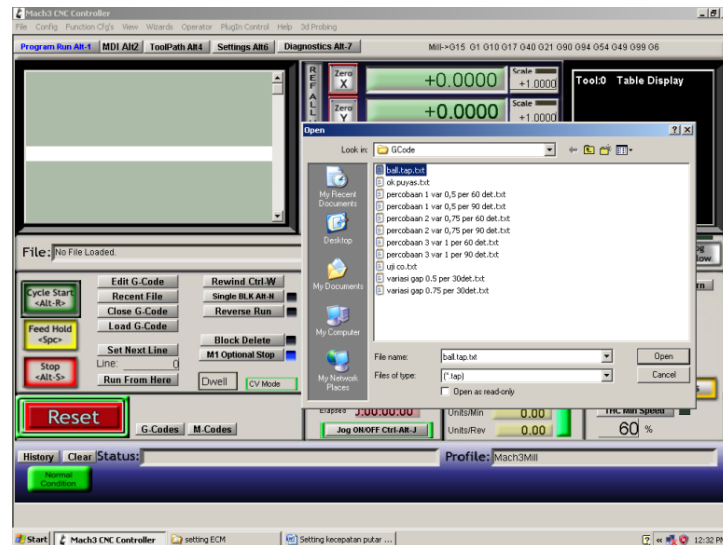 Mach3 CNC Controller
File Config Function Cfg's View Wizards Operator PlugIn Control Help 3d Probing
Program Run Alt-1 MDI Alt2 ToolPath Alt4 Settings Alt6 Diagnostics Alt-7 Mill->G15 G1 G10 G17 G40 G21 G90 G94 G54 G49 G99 G6
REF ALL
Zero X +0.0000 Scale +1.0000 Tool:0 Table Display
Zero Y +0.0000 Scale +1.0000
Open
Look in: GCode
ball.tap.txt
ok puyas.txt
percobaan 1 var 0,5 per 60 det.txt
percobaan 1 var 0,5 per 90 det.txt
percobaan 2 var 0,75 per 60 det.txt
percobaan 2 var 0,75 per 90 det.txt
percobaan 3 var 1 per 60 det.txt
percobaan 3 var 1 per 90 det.txt
uji co.txt
variasi gap 0.5 per 30det.txt
variasi gap 0.75 per 30det.txt
My Recent Documents
Desktop
My Documents
My Computer
My Network Places
File name: ball.tap.txt Open
Files of type: (*.tap) Cancel
Open as read-only
File: No File Loaded.
Cycle Start <Alt-R>
Feed Hold <Spc>
Stop <Alt-S>
Edit G-Code Rewind Ctrl-W
Recent File Single BLK Alt-N
Close G-Code Reverse Run
Load G-Code
Block Delete
Set Next Line M1 Optional Stop
Line: 0
Run From Here Dwell CV Mode
Reset G-Codes M-Codes
Elapsed 00:00:00
Jog ON/OFF Ctrl-Alt-J
Units/Min 0.00
Units/Rev 0.00
THC Min Speed
60 %
History Clear Status: Profile: Mach3Mill
Normal Condition
Start Mach3 CNC Controller setting ECM Setting kecepatan putar ... 12:32 PM